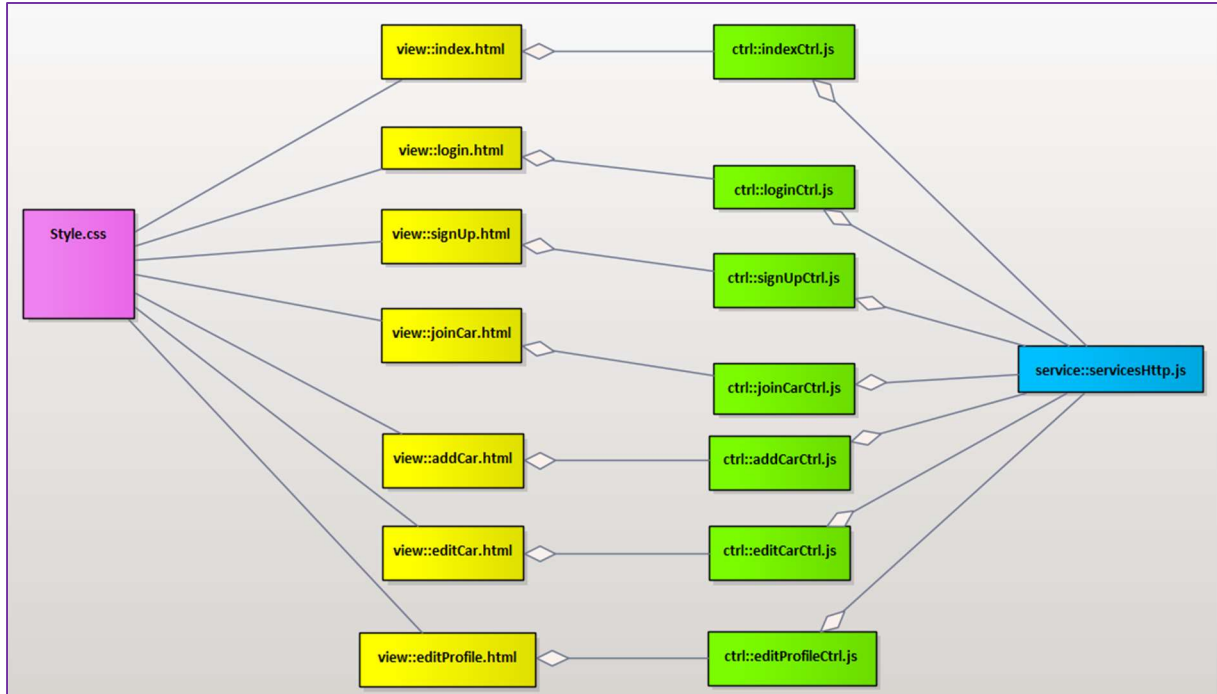 view::index.html
ctrl::indexCtrl.js
view::login.html
ctrl::loginCtrl.js
Style.css
view::signUp.html
ctrl::signUpCtrl.js
view::joinCar.html
service::servicesHttp.js
ctrl::joinCarCtrl.js
view::addCar.html
ctrl::addCarCtrl.js
view::editCar.html
ctrl::editCarCtrl.js
view::editProfile.html
ctrl::editProfileCtrl.js